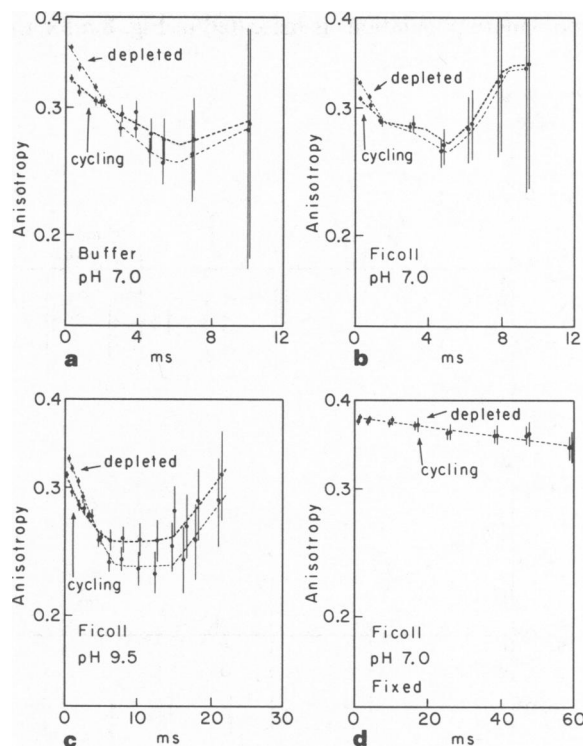 0.4
depleted
0.3
cycling
0.2
Anisotropy
Buffer
pH 7.0
0 4 8 12
a ms
0.4
depleted
0.3
cycling
0.2
Anisotropy
Ficoll
pH 7.0
0 4 8 12
b ms
0.4
depleted
0.3
cycling
0.2
Anisotropy
Ficoll
pH 9.5
0 10 20 30
c ms
0.4
depleted
cycling
0.3
0.2
Anisotropy
Ficoll
pH 7.0
Fixed
0 20 40 60
d ms